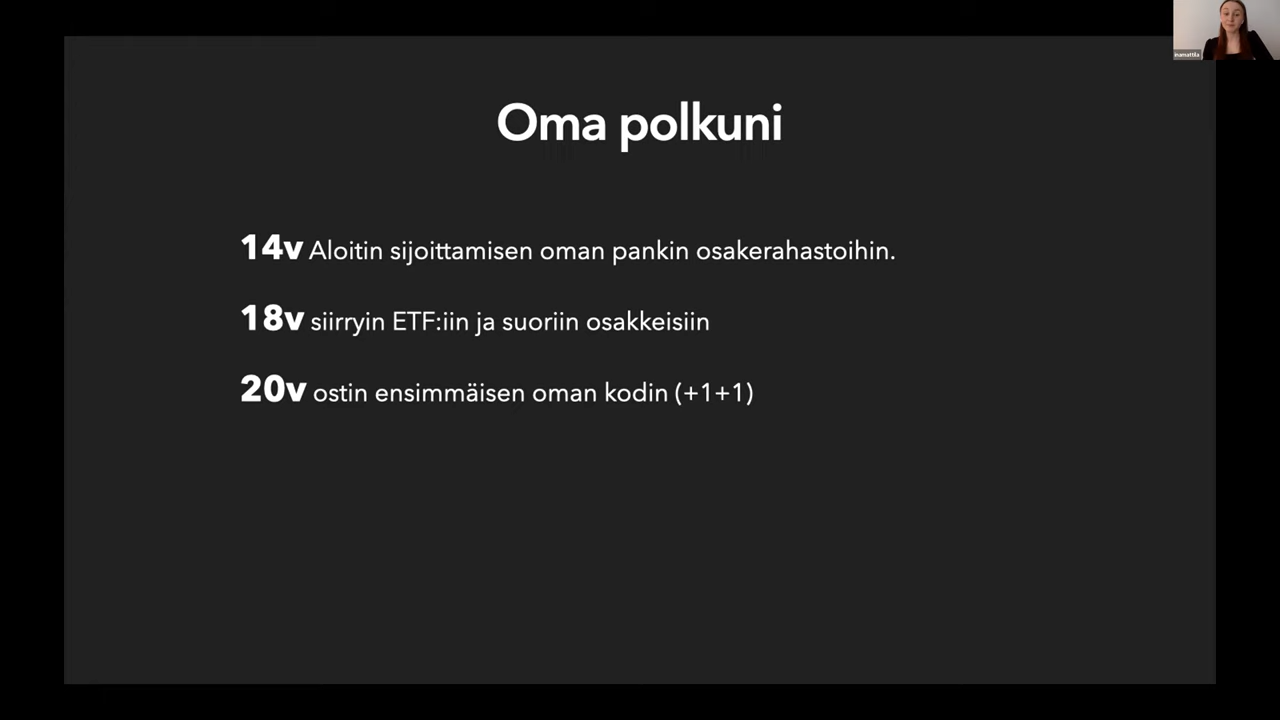 Oma polkuni
14v Aloitin sijoittamisen oman pankin osakerahastoihin.
18v siirryin ETF:iin ja suoriin osakkeisiin
20v ostin ensimmäisen oman kodin (+1+1)
inamattila